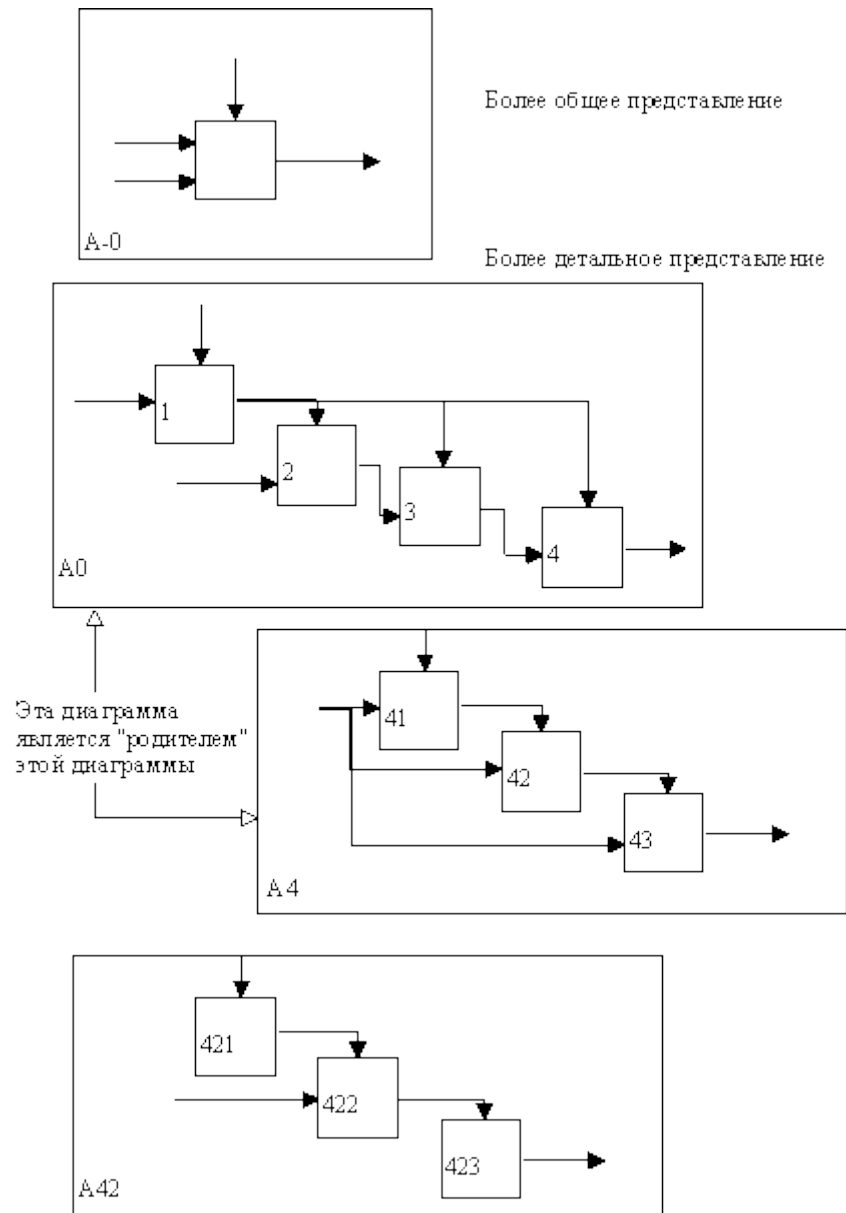 Более общее представление
A-0
Более детальное представление
1
2
3
4
A0
Эта диаграмма
является "родителем"
этой диаграммы
41
42
43
A4
421
422
423
A42